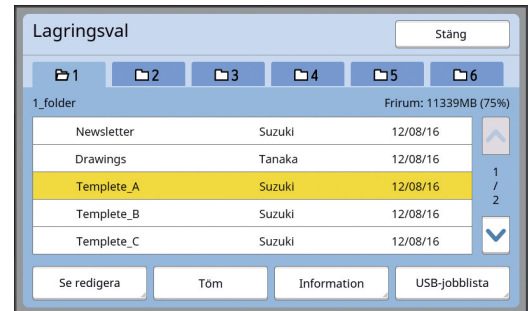 Lagringsval Stäng
1 2 3 4 5 6
1_folder Frirum: 11339MB (75%)
Newsletter Suzuki 12/08/16
Drawings Tanaka 12/08/16
Templete_A Suzuki 12/08/16
Templete_B Suzuki 12/08/16
Templete_C Suzuki 12/08/16
1
/
2
Se redigera Töm Information USB-jobblista